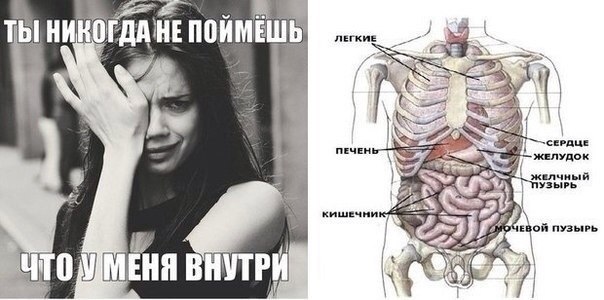 ТЫ НИКОГДА НЕ ПОЙМЁШЬ
ЧТО У МЕНЯ ВНУТРИ
ЛЕГКИЕ
СЕРДЦЕ
ПЕЧЕНЬ
ЖЕЛУДОК
ЖЕЛЧНЫЙ
ПУЗЫРЬ
КИШЕЧНИК
МОЧЕВОЙ ПУЗЫРЬ